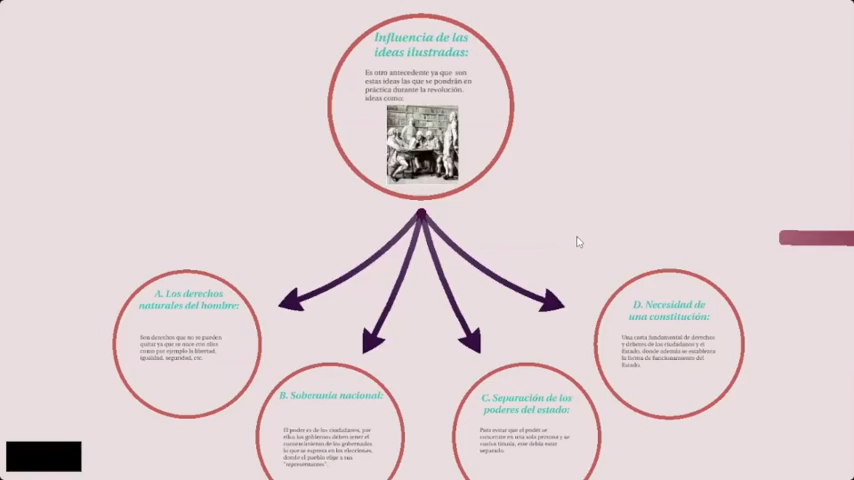 Influencia de las
ideas ilustradas:
Es otro antecedente ya que son
estas ideas las que se pondrán en
práctica durante la revolución.
ideas como:
A. Los derechos
naturales del hombre:
Son derechos que no se pueden
quitar ya que se nace con ellos
como por ejemplo la libertad,
igualdad, seguridad, etc.
B. Soberanía nacional:
El poder es de los ciudadanos, por
ellos los gobiernos deben tener el
consentimiento de los gobernados
lo que se expresa en las elecciones,
donde el pueblo elige a sus
"representantes".
C. Separación de los
poderes del estado:
Para evitar que el poder se
concentre en una sola persona y se
vuelva tiranía, este debía estar
separado.
D. Necesidad de
una constitución:
Una carta fundamental de derechos
y deberes de los ciudadanos y el
Estado, donde además se establecía
la forma de funcionamiento del
Estado.